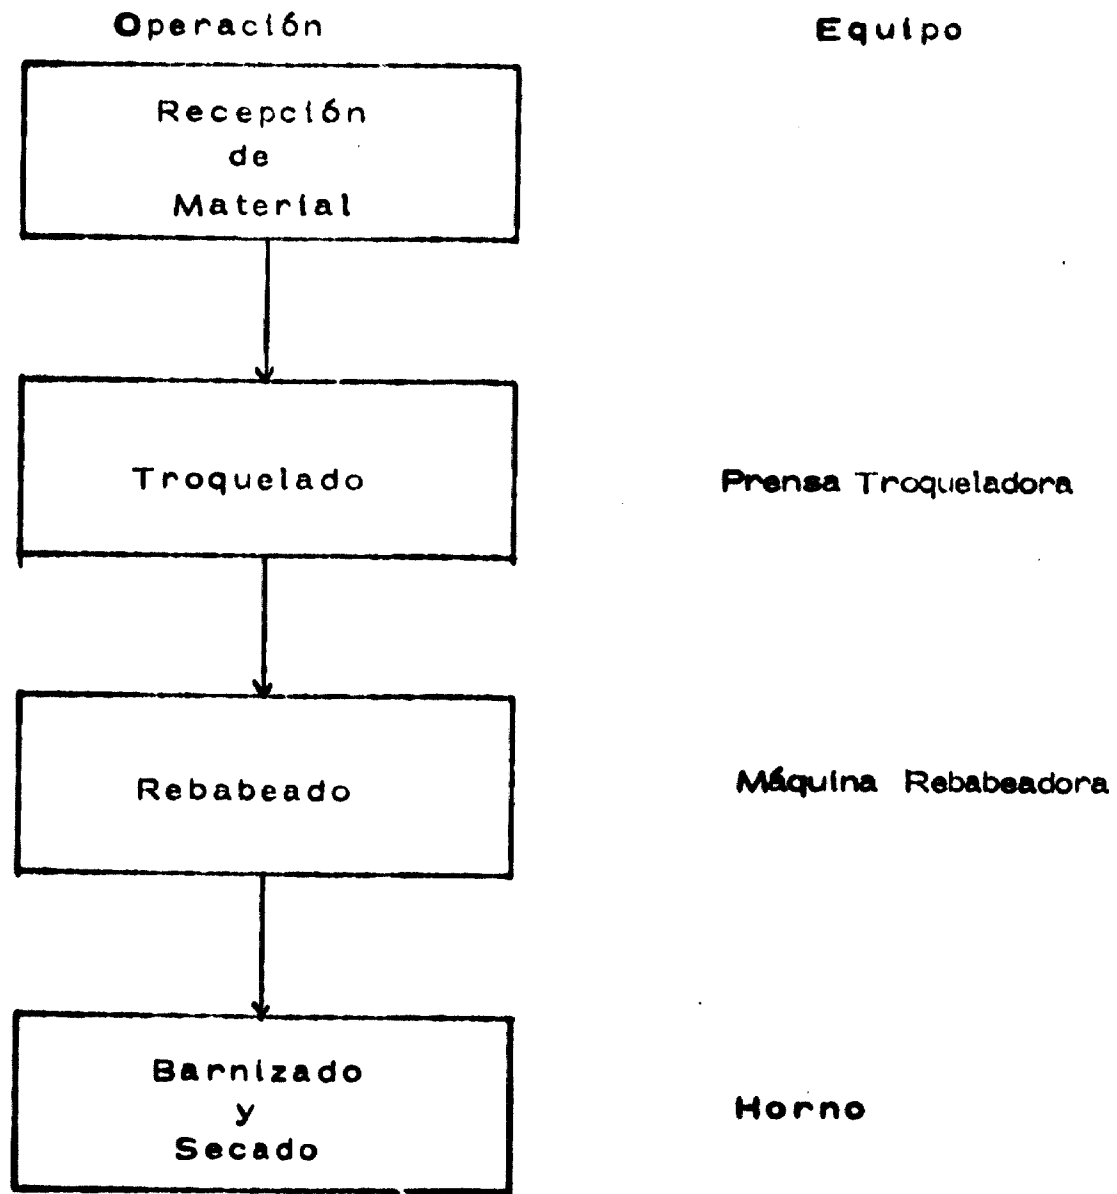 Operación
Equipo
Recepción
de
Material
Troquelado
Prensa Troqueladora
Rebabeado
Máquina Rebabeadora
Barnizado
y
Secado
Horno